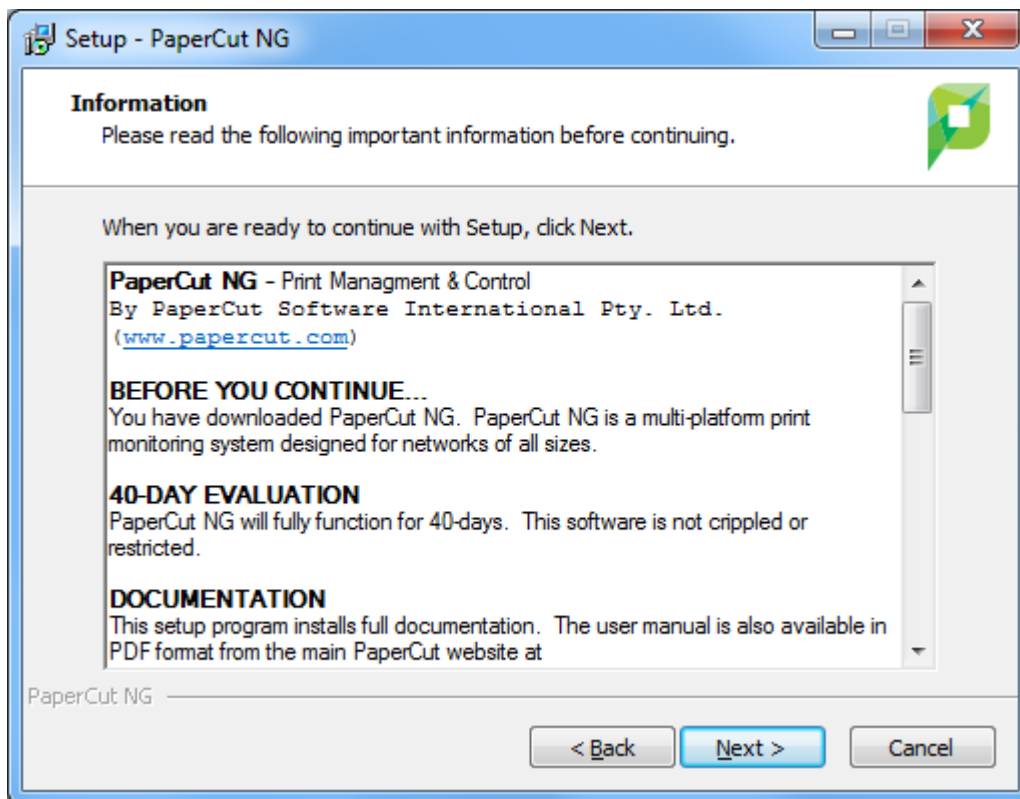 Setup - PaperCut NG
Information
Please read the following important information before continuing.
When you are ready to continue with Setup, click Next.
PaperCut NG - Print Managment & Control
By PaperCut Software International Pty. Ltd.
(www.papercut.com)
BEFORE YOU CONTINUE...
You have downloaded PaperCut NG.  PaperCut NG is a multi-platform print
monitoring system designed for networks of all sizes.
40-DAY EVALUATION
PaperCut NG will fully function for 40-days.  This software is not crippled or
restricted.
DOCUMENTATION
This setup program installs full documentation.  The user manual is also available in
PDF format from the main PaperCut website at
PaperCut NG
< Back
Next >
Cancel